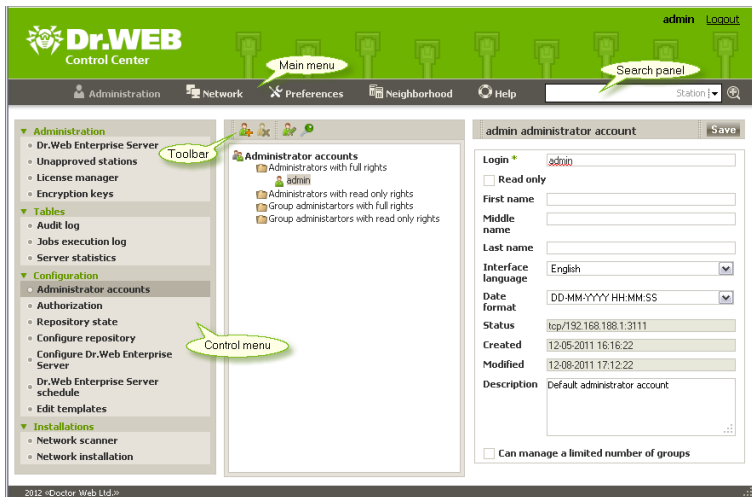 admin Logout
Dr.WEB
Control Center
Main menu
Search panel
Administration Network Preferences Neighborhood Help Station
Administration
Dr.Web Enterprise Server
Unapproved stations
License manager
Encryption keys
Tables
Audit log
Jobs execution log
Server statistics
Configuration
Administrator accounts
Authorization
Repository state
Configure repository
Configure Dr.Web Enterprise
Server
Dr.Web Enterprise Server
schedule
Edit templates
Installations
Network scanner
Network installation
Toolbar
Control menu
Administrator accounts
Administrators with full rights
admin
Administrators with read only rights
Group administartors with full rights
Group administartors with read only rights
admin administrator account Save
Login * admin
Read only
First name
Middle
name
Last name
Interface
language
English
Date
format
DD-MM-YYYY HH:MM:SS
Status tcp/192.168.188.1:3111
Created 12-05-2011 16:16:22
Modified 12-08-2011 17:12:22
Description Default administrator account
Can manage a limited number of groups
2012 «Doctor Web Ltd.»